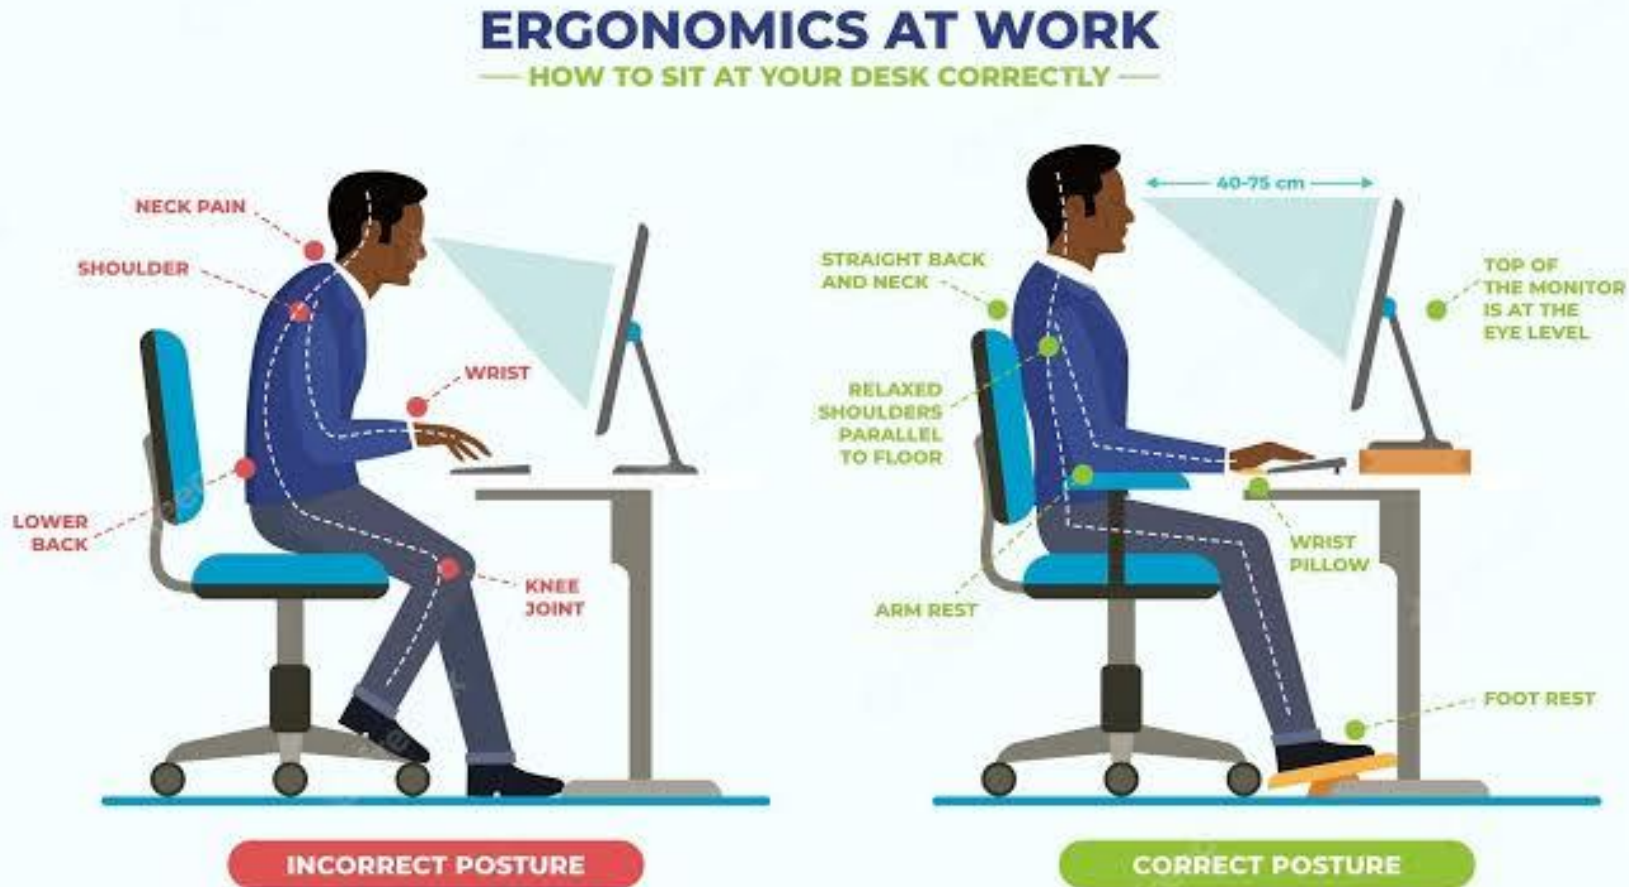 ERGONOMICS AT WORK
HOW TO SIT AT YOUR DESK CORRECTLY
NECK PAIN
SHOULDER
WRIST
LOWER
BACK
KNEE
JOINT
INCORRECT POSTURE
40-75 cm
STRAIGHT BACK
AND NECK
TOP OF
THE MONITOR
IS AT THE
EYE LEVEL
RELAXED
SHOULDERS
PARALLEL
TO FLOOR
WRIST
PILLOW
ARM REST
FOOT REST
CORRECT POSTURE